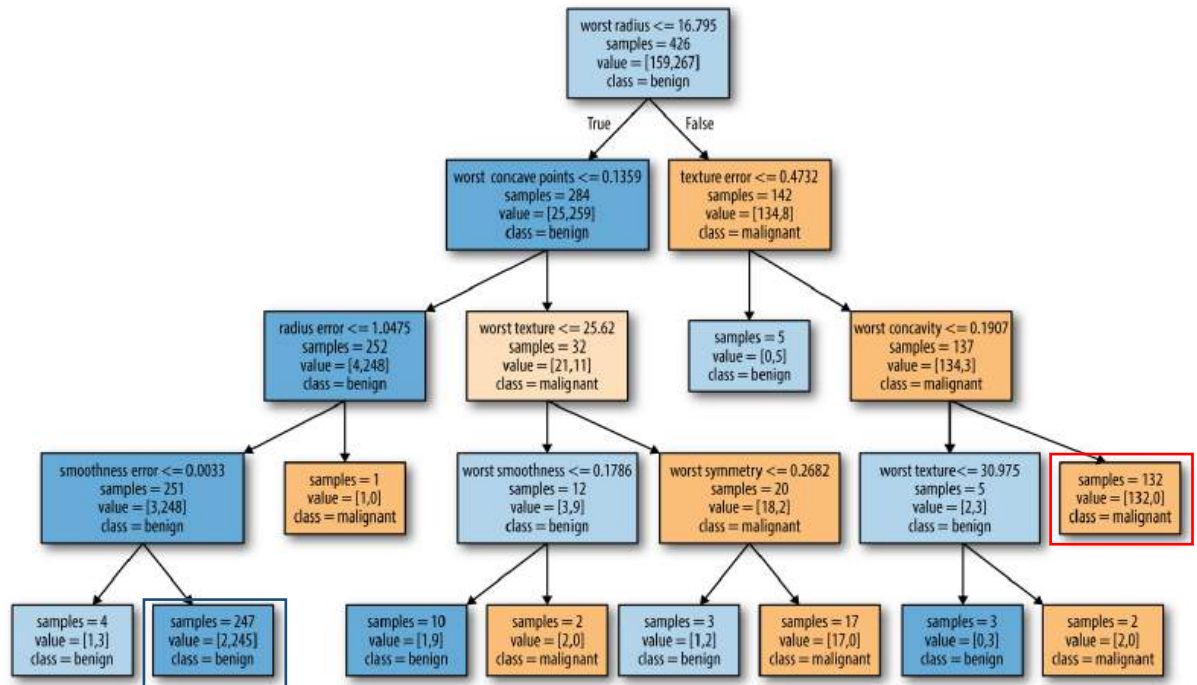 worst radius <= 16.795
samples = 426
value = [159,267]
class = benign
True
False
worst concave points <= 0.1359
samples = 284
value = [25,259]
class = benign
texture error <= 0.4732
samples = 142
value = [134,8]
class = malignant
radius error <= 1.0475
samples = 252
value = [4,248]
class = benign
worst texture <= 25.62
samples = 32
value = [21,11]
class = malignant
samples = 5
value = [0,5]
class = benign
worst concavity <= 0.1907
samples = 137
value = [134,3]
class = malignant
smoothness error <= 0.0033
samples = 251
value = [3,248]
class = benign
samples = 1
value = [1,0]
class = malignant
worst smoothness <= 0.1786
samples = 12
value = [3,9]
class = benign
worst symmetry <= 0.2682
samples = 20
value = [18,2]
class = malignant
worst texture<= 30.975
samples = 5
value = [2,3]
class = benign
samples = 132
value = [132,0]
class = malignant
samples = 4
value = [1,3]
class = benign
samples = 247
value = [2,245]
class = benign
samples = 10
value = [1,9]
class = benign
samples = 2
value = [2,0]
class = malignant
samples = 3
value = [1,2]
class = benign
samples = 17
value = [17,0]
class = malignant
samples = 3
value = [0,3]
class = benign
samples = 2
value = [2,0]
class = malignant